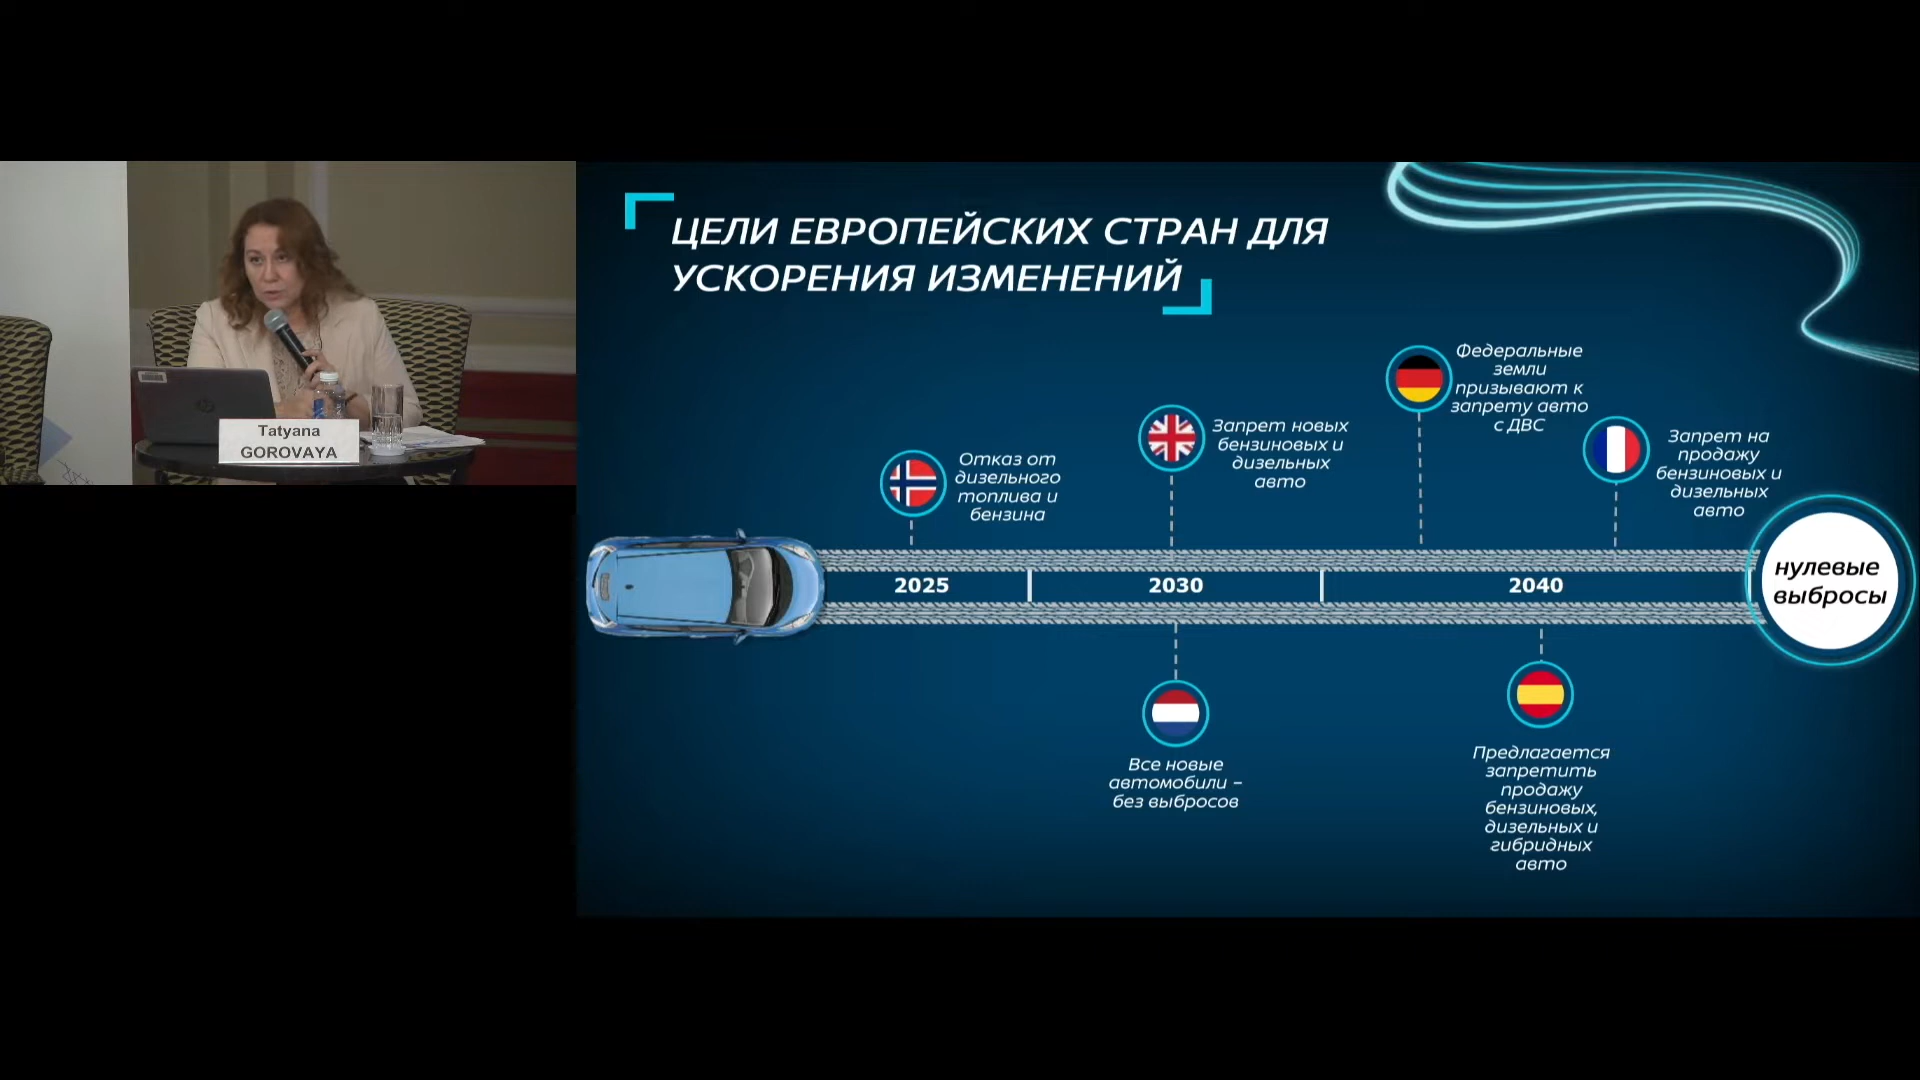 Tatyana
GOROVAYA
ЦЕЛИ ЕВРОПЕЙСКИХ СТРАН ДЛЯ
УСКОРЕНИЯ ИЗМЕНЕНИЙ
Отказ от
дизельного
топлива и
бензина
Запрет новых
бензиновых и
дизельных
авто
Федеральные
земли
призывают к
запрету авто
с ДВС
Запрет на
продажу
бензиновых и
дизельных
авто
2025
2030
2040
нулевые
выбросы
Все новые
автомобили –
без выбросов
Предлагается
запретить
продажу
бензиновых,
дизельных и
гибридных
авто